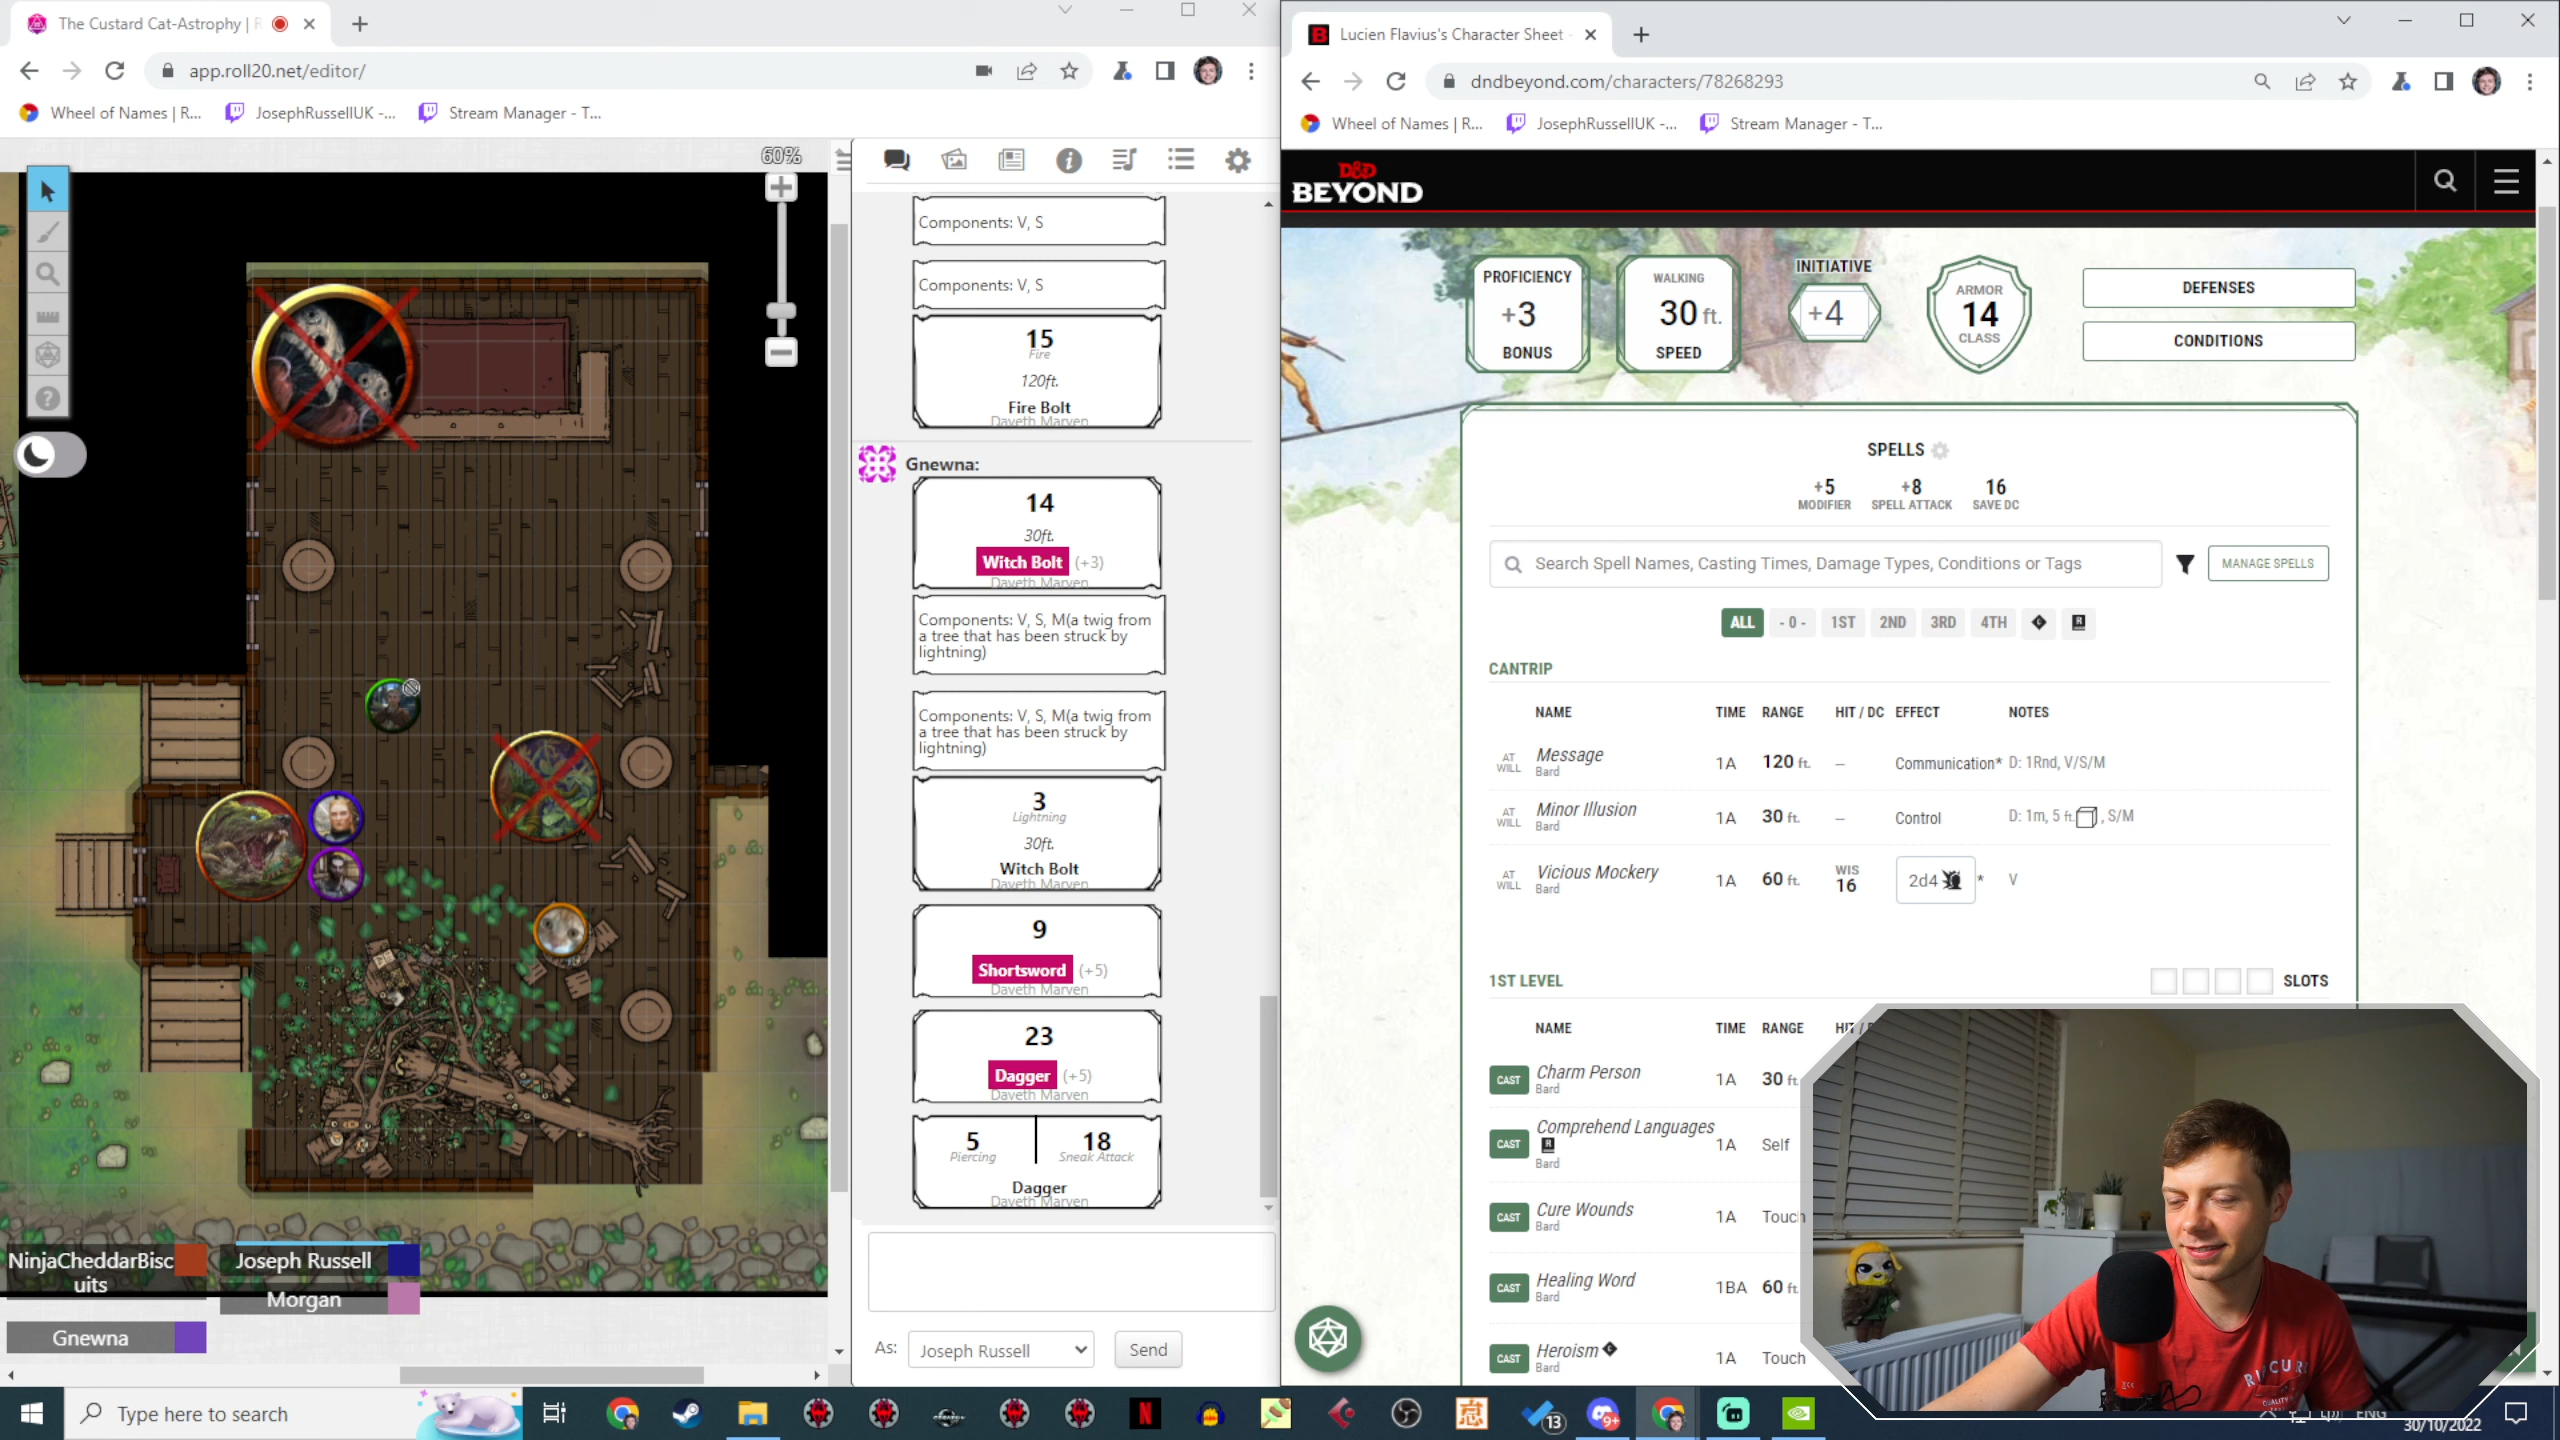 The Custard Cat-Astrophy |
app.roll20.net/editor/
Wheel of Names | R...
JosephRussellUK -...
Stream Manager - T...
60%
Components: V, S
Components: V, S
15
Fire
120ft.
Fire Bolt
Daveth Marven
Gnewna:
14
30ft.
Witch Bolt (+3)
Daveth Marven
Components: V, S, M(a twig from
a tree that has been struck by
lightning)
Components: V, S, M(a twig from
a tree that has been struck by
lightning)
3
Lightning
30ft.
Witch Bolt
Daveth Marven
9
Shortsword (+5)
Daveth Marven
23
Dagger (+5)
Daveth Marven
5
Piercing
18
Sneak Attack
Dagger
Daveth Marven
As:
Joseph Russell
Send
NinjaCheddarBisc
uits
Joseph Russell
Morgan
Gnewna
Lucien Flavius's Character Sheet -
dndbeyond.com/characters/78268293
Wheel of Names | R...
JosephRussellUK -...
Stream Manager - T...
D&D
BEYOND
PROFICIENCY
+3
BONUS
WALKING
30 ft.
SPEED
INITIATIVE
+4
ARMOR
14
CLASS
DEFENSES
CONDITIONS
SPELLS
+5
MODIFIER
+8
SPELL ATTACK
16
SAVE DC
Search Spell Names, Casting Times, Damage Types, Conditions or Tags
MANAGE SPELLS
ALL - 0 - 1ST 2ND 3RD 4TH
CANTRIP
NAME TIME RANGE HIT / DC EFFECT NOTES
AT WILL Message 1A 120 ft. – Communication* D: 1Rnd, V/S/M
Bard
AT WILL Minor Illusion 1A 30 ft. – Control D: 1m, 5 ft. , S/M
Bard
AT WILL Vicious Mockery 1A 60 ft. WIS 16 2d4 * V
Bard
1ST LEVEL SLOTS
NAME TIME RANGE
CAST Charm Person 1A 30 ft.
Bard
CAST Comprehend Languages 1A Self
Bard
CAST Cure Wounds 1A Touch
Bard
CAST Healing Word 1BA 60 ft.
Bard
CAST Heroism 1A Touch
Bard
Type here to search
13
9+
ENG
30/10/2022